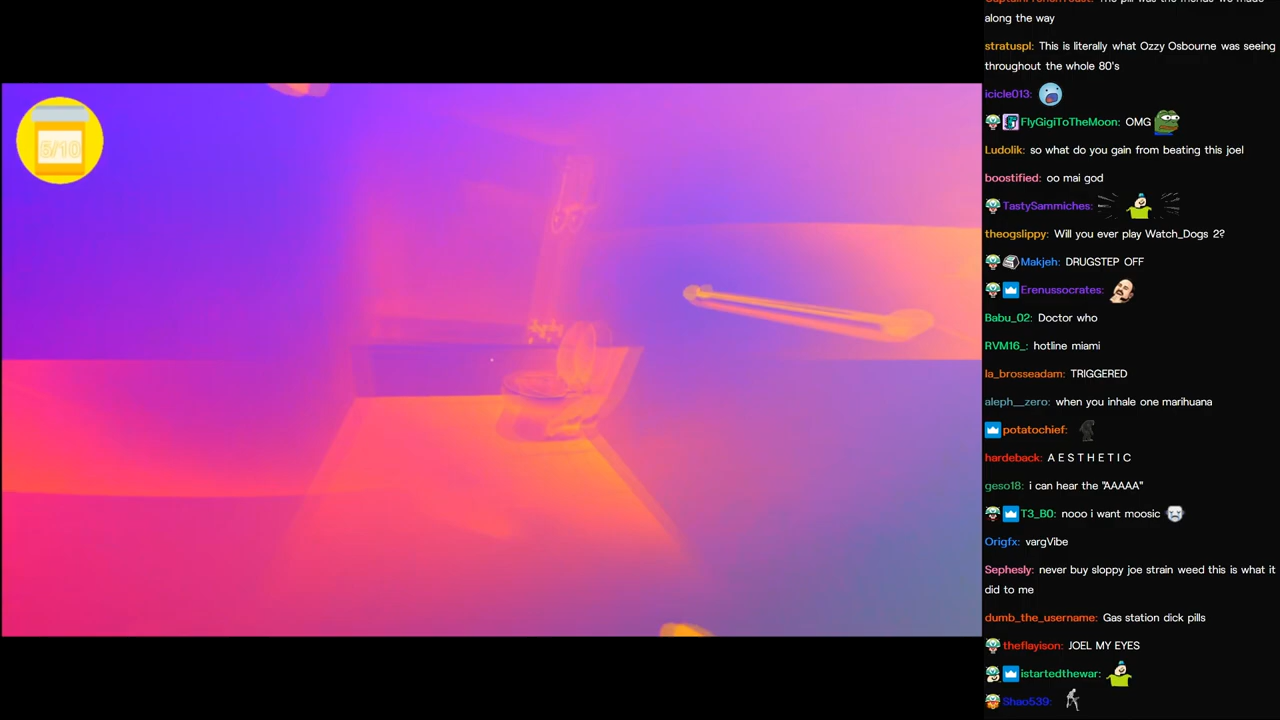 5/10
along the way
stratuspl: This is literally what Ozzy Osbourne was seeing
throughout the whole 80's
icicle013:
FlyGigiToTheMoon: OMG
Ludolik: so what do you gain from beating this joel
boostified: oo mai god
TastySammiches:
theogslippy: Will you ever play Watch_Dogs 2?
Makjeh: DRUGSTEP OFF
Erenussocrates:
Babu_02: Doctor who
RVM16_: hotline miami
la_brosseadam: TRIGGERED
aleph__zero: when you inhale one marihuana
potatochief:
hardeback: A E S T H E T I C
geso18: i can hear the "AAAAA"
T3_B0: nooo i want moosic
Origfx: vargVibe
Sephesly: never buy sloppy joe strain weed this is what it
did to me
dumb_the_username: Gas station dick pills
theflayison: JOEL MY EYES
istartedthewar:
Shao539: